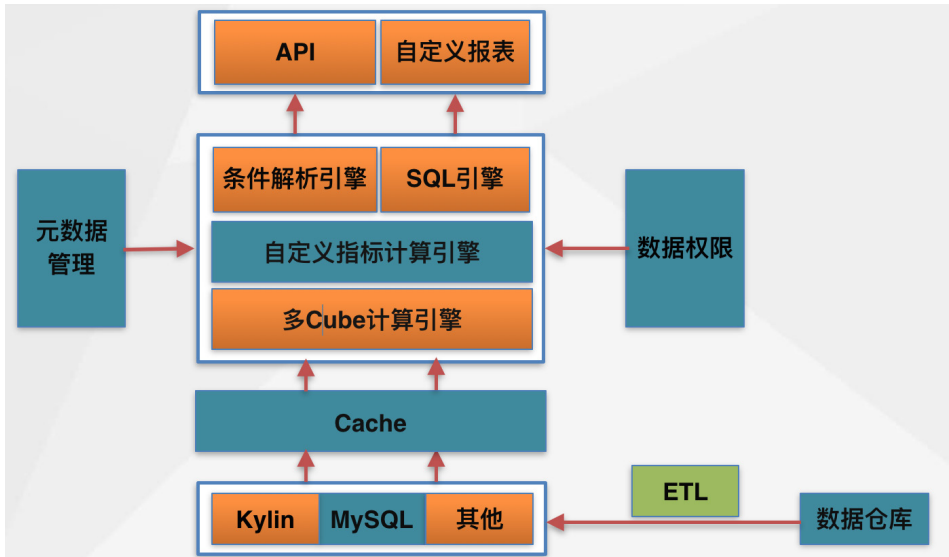 API
自定义报表
条件解析引擎
SQL引擎
元数据
管理
自定义指标计算引擎
数据权限
多Cube计算引擎
Cache
ETL
Kylin
MySQL
其他
数据仓库